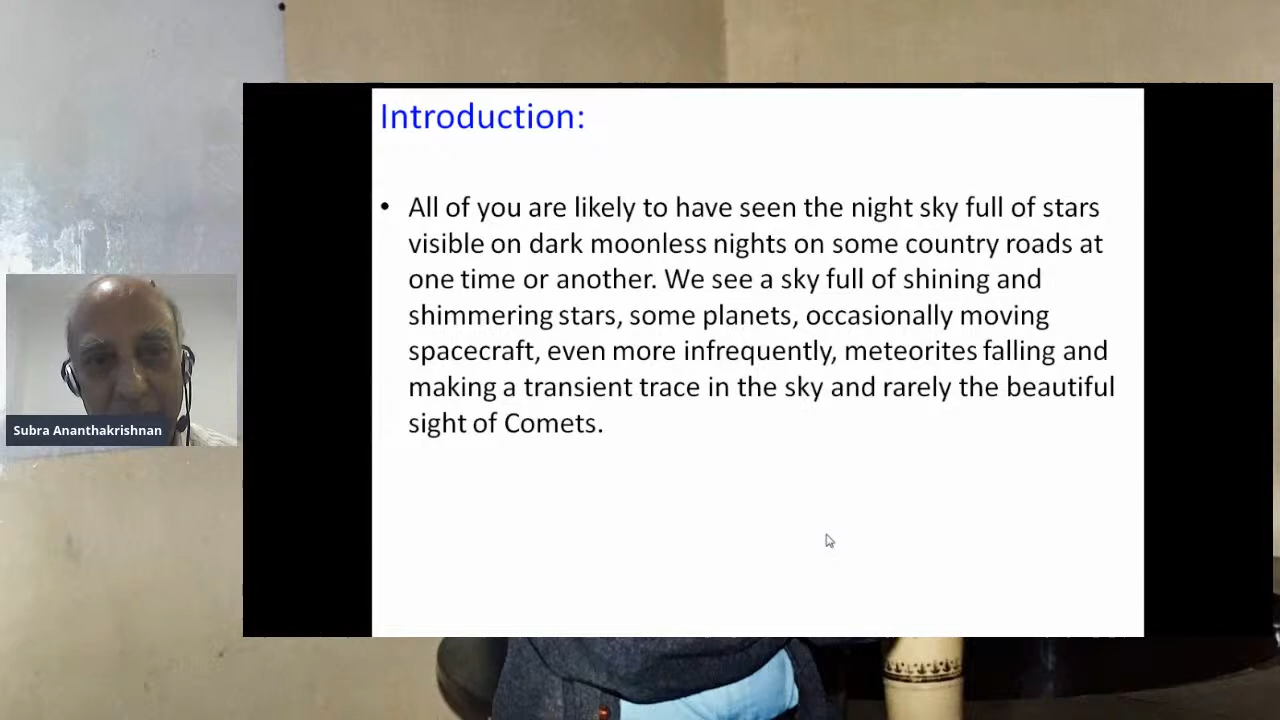 Introduction:
• All of you are likely to have seen the night sky full of stars
visible on dark moonless nights on some country roads at
one time or another. We see a sky full of shining and
shimmering stars, some planets, occasionally moving
spacecraft, even more infrequently, meteorites falling and
making a transient trace in the sky and rarely the beautiful
sight of Comets.
Subra Ananthakrishnan